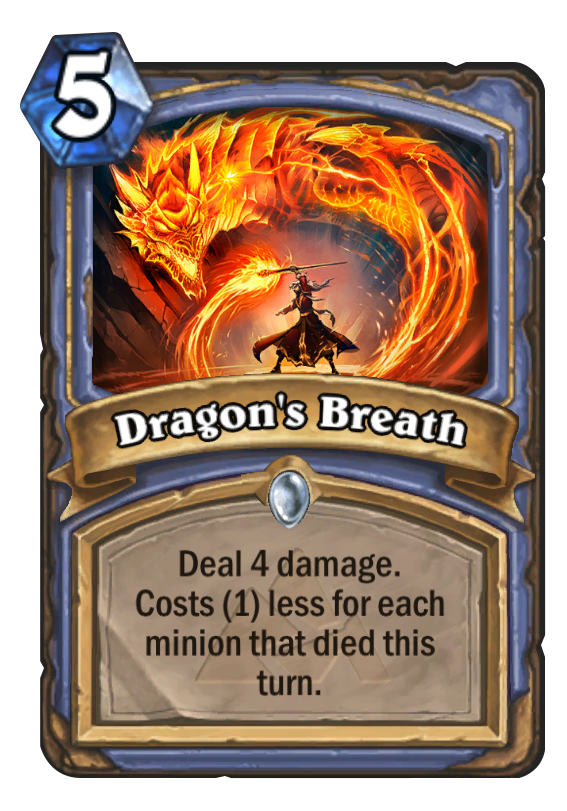 5
Dragon's Breath
Deal 4 damage.
Costs (1) less for each
minion that died this
turn.